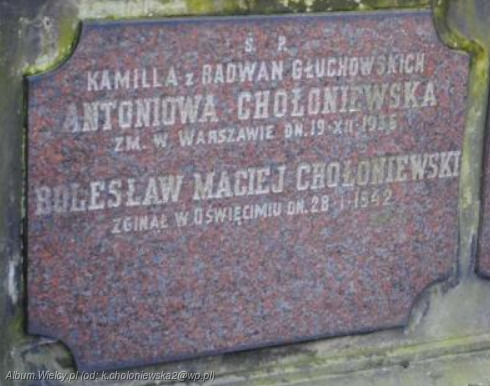 Ś. P.
KAMILLA z RADWAN GŁUCHOWSKICH
ANTONIOWA CHOŁONIEWSKA
ZM. W WARSZAWIE DN. 19-XII-1936
BOLESŁAW MACIEJ CHOŁONIEWSKI
ZGINĄŁ W OŚWIĘCIMIU DN. 28-I-1942
Album.Wielcy.pl (od: k.choloniewska2@wp.pl)